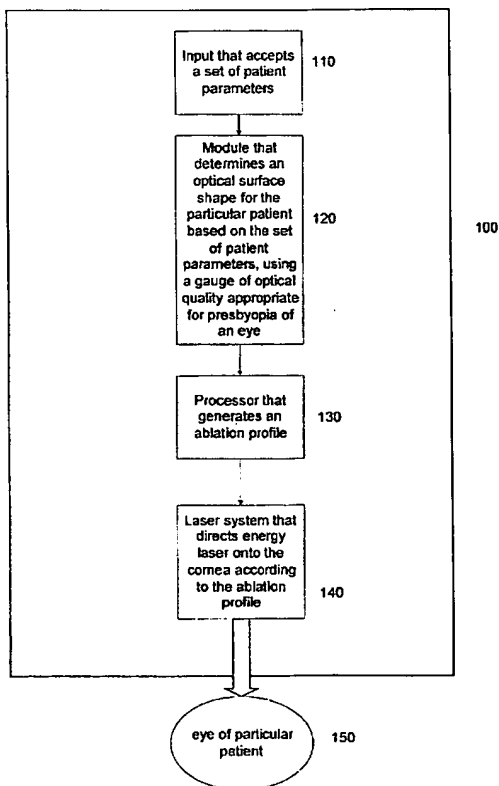 Input that accepts
a set of patient
parameters
110
Module that
determines an
optical surface
shape for the
particular patient
based on the set
of patient
parameters, using
a gauge of optical
quality appropriate
for presbyopia of
an eye
120
100
Processor that
generates an
ablation profile
130
Laser system that
directs energy
laser onto the
cornea according
to the ablation
profile
140
eye of particular
patient
150